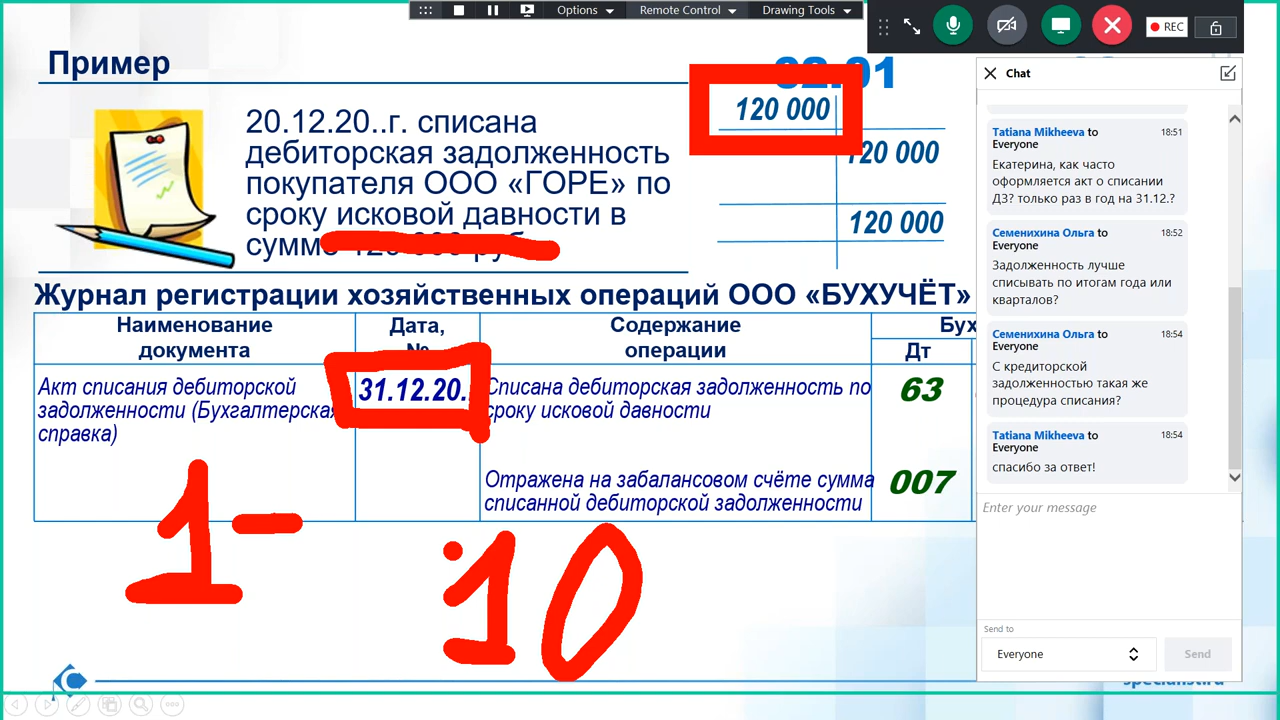 Options
Remote Control
Drawing Tools
REC
Пример
120 000
120 000
120 000
20.12.20..г. списана
дебиторская задолженность
покупателя ООО «ГОРЕ» по
сроку исковой давности в
сумме 120 000 руб.
Журнал регистрации хозяйственных операций ООО «БУХУЧЁТ»
Наименование
документа
Дата,
№
Содержание
операции
Бух
Дт
Акт списания дебиторской
задолженности (Бухгалтерская
справка)
31.12.20.
Списана дебиторская задолженность по
сроку исковой давности
63
Отражена на забалансовом счёте сумма
списанной дебиторской задолженности
007
1-
10
Chat
Tatiana Mikheeva to
Everyone
18:51
Екатерина, как часто
оформляется акт о списании
ДЗ? только раз в год на 31.12.?
Семенихина Ольга to
Everyone
18:52
Задолженность лучше
списывать по итогам года или
кварталов?
Семенихина Ольга to
Everyone
18:54
С кредиторской
задолженностью такая же
процедура списания?
Tatiana Mikheeva to
Everyone
18:54
спасибо за ответ!
Enter your message
Send to
Everyone
Send